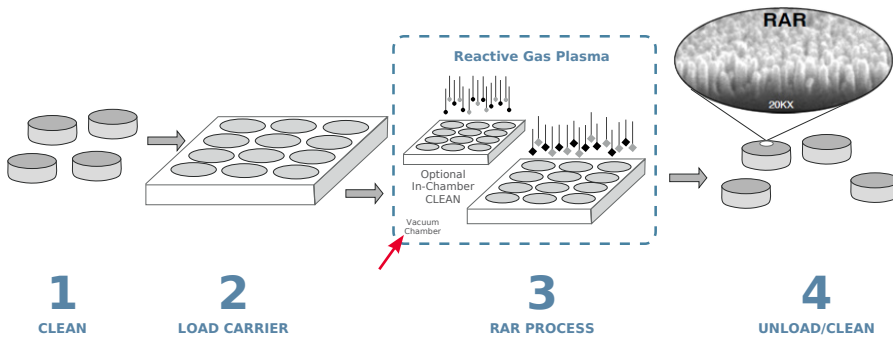 RAR
20KX
Reactive Gas Plasma
Optional
In-Chamber
CLEAN
Vacuum
Chamber
1
CLEAN
2
LOAD CARRIER
3
RAR PROCESS
4
UNLOAD/CLEAN